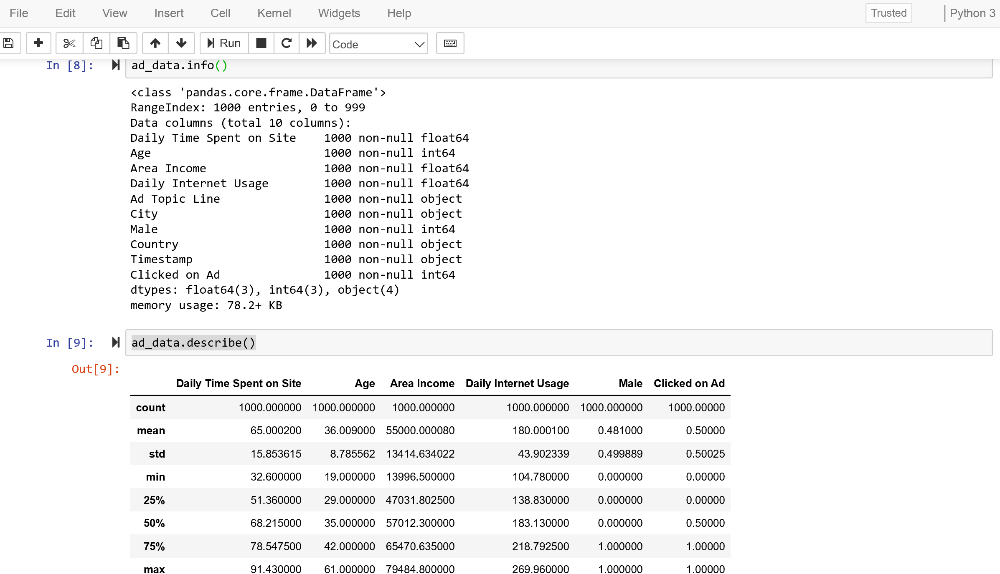 File Edit View Insert Cell Kernel Widgets Help Trusted Python 3
Run Code
In [8]: ad_data.info()
<class 'pandas.core.frame.DataFrame'>
RangeIndex: 1000 entries, 0 to 999
Data columns (total 10 columns):
Daily Time Spent on Site 1000 non-null float64
Age 1000 non-null int64
Area Income 1000 non-null float64
Daily Internet Usage 1000 non-null float64
Ad Topic Line 1000 non-null object
City 1000 non-null object
Male 1000 non-null int64
Country 1000 non-null object
Timestamp 1000 non-null object
Clicked on Ad 1000 non-null int64
dtypes: float64(3), int64(3), object(4)
memory usage: 78.2+ KB
In [9]: ad_data.describe()
Out[9]:
Daily Time Spent on Site Age Area Income Daily Internet Usage Male Clicked on Ad
count 1000.000000 1000.000000 1000.000000 1000.000000 1000.000000 1000.00000
mean 65.000200 36.009000 55000.000080 180.000100 0.481000 0.50000
std 15.853615 8.785562 13414.634022 43.902339 0.499889 0.50025
min 32.600000 19.000000 13996.500000 104.780000 0.000000 0.00000
25% 51.360000 29.000000 47031.802500 138.830000 0.000000 0.00000
50% 68.215000 35.000000 57012.300000 183.130000 0.000000 0.50000
75% 78.547500 42.000000 65470.635000 218.792500 1.000000 1.00000
max 91.430000 61.000000 79484.800000 269.960000 1.000000 1.00000